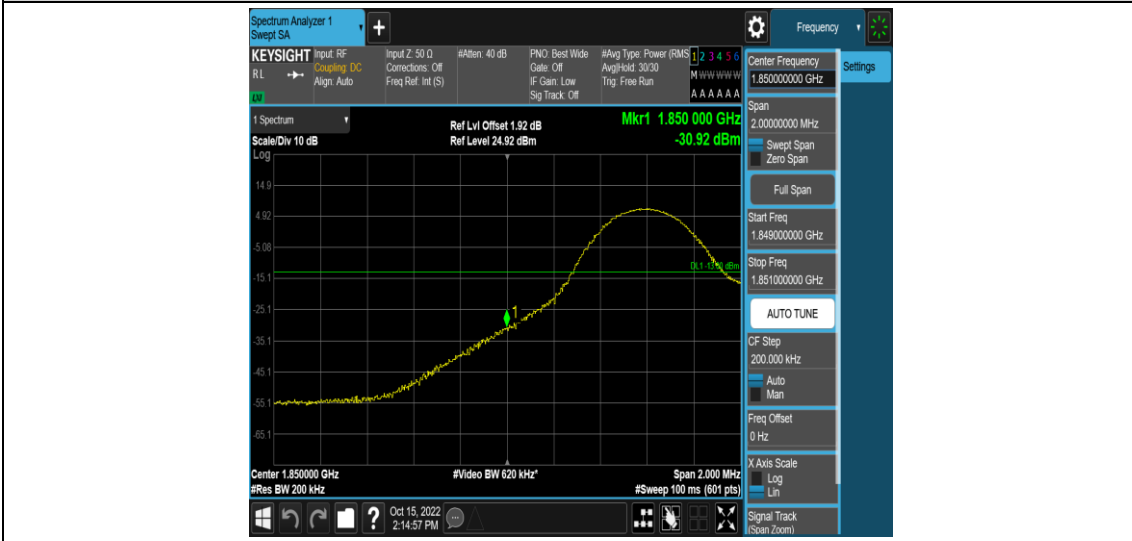 Spectrum Analyzer 1
Swept SA
+
Frequency
KEYSIGHT
RL
Input: RF
Coupling: DC
Align: Auto
Input Z: 50 Ω
Corrections: Off
Freq Ref: Int (S)
#Atten: 40 dB
PNO: Best Wide
Gate: Off
IF Gain: Low
Sig Track: Off
#Avg Type: Power (RMS
Avg|Hold: 30/30
Trig: Free Run
1 2 3 4 5 6
M W W W W W
A A A A A A
1 Spectrum
Scale/Div 10 dB
Ref Lvl Offset 1.92 dB
Ref Level 24.92 dBm
Mkr1 1.850 000 GHz
-30.92 dBm
Log
14.9
4.92
-5.08
DL1 -13.00 dBm
-15.1
-25.1
1
-35.1
-45.1
-55.1
-65.1
Center 1.850000 GHz
#Video BW 620 kHz*
Span 2.000 MHz
#Res BW 200 kHz
#Sweep 100 ms (601 pts)
?
Oct 15, 2022
2:14:57 PM
Center Frequency
1.850000000 GHz
Settings
Span
2.00000000 MHz
Swept Span
Zero Span
Full Span
Start Freq
1.849000000 GHz
Stop Freq
1.851000000 GHz
AUTO TUNE
CF Step
200.000 kHz
Auto
Man
Freq Offset
0 Hz
X Axis Scale
Log
Lin
Signal Track
(Span Zoom)